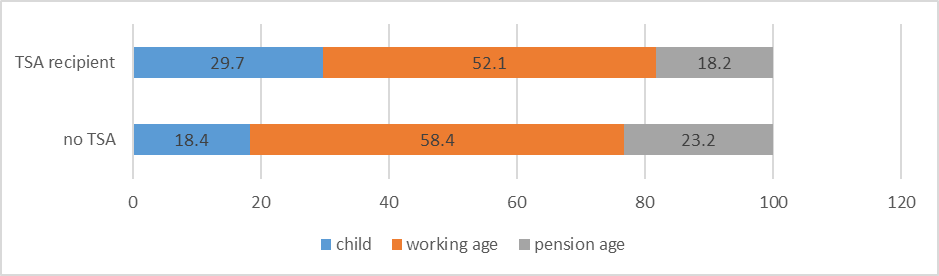 TSA recipient 29.7 52.1 18.2
no TSA 18.4 58.4 23.2
0 20 40 60 80 100 120
child working age pension age